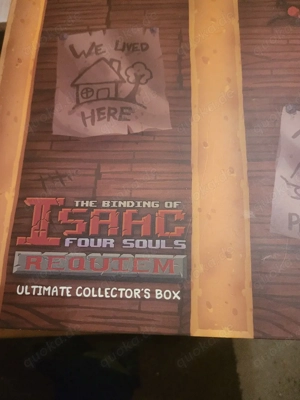 WE LIVED
HERE
THE BINDING OF
ISAAC
FOUR SOULS
REQUIEM
ULTIMATE COLLECTOR'S BOX
P